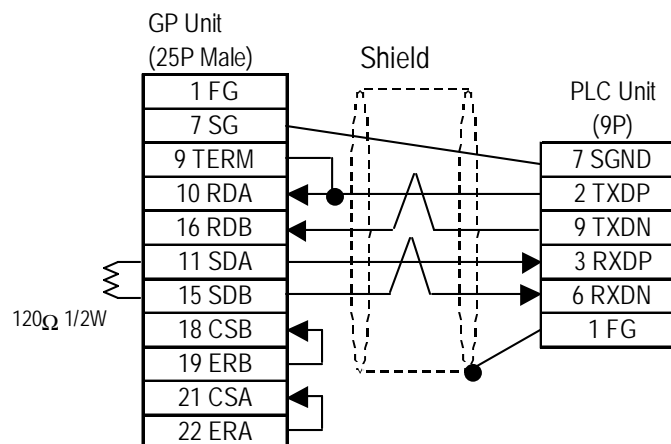 GP Unit
(25P Male)
Shield
PLC Unit
(9P)
1 FG
7 SG
9 TERM
10 RDA
16 RDB
11 SDA
15 SDB
18 CSB
19 ERB
21 CSA
22 ERA
120Ω 1/2W
7 SGND
2 TXDP
9 TXDN
3 RXDP
6 RXDN
1 FG